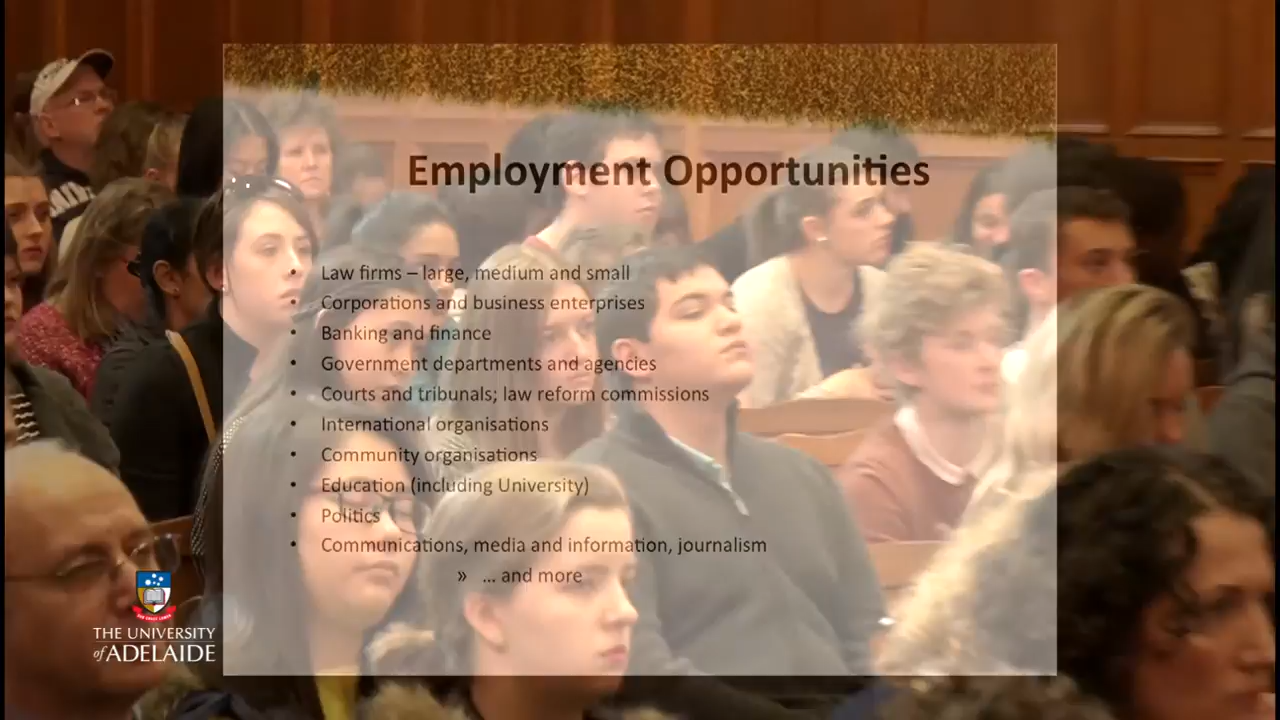 Employment Opportunities
Law firms – large, medium and small
• Corporations and business enterprises
• Banking and finance
• Government departments and agencies
• Courts and tribunals; law reform commissions
• International organisations
• Community organisations
• Education (including University)
• Politics
• Communications, media and information, journalism
» ... and more
THE UNIVERSITY
of ADELAIDE